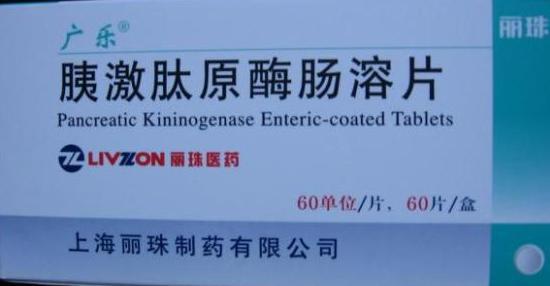 广乐®
丽珠
胰激肽原酶肠溶片
Pancreatic Kininogenase Enteric-coated Tablets
LIVZON 丽珠医药
60单位/片, 60片/盒
上海丽珠制药有限公司